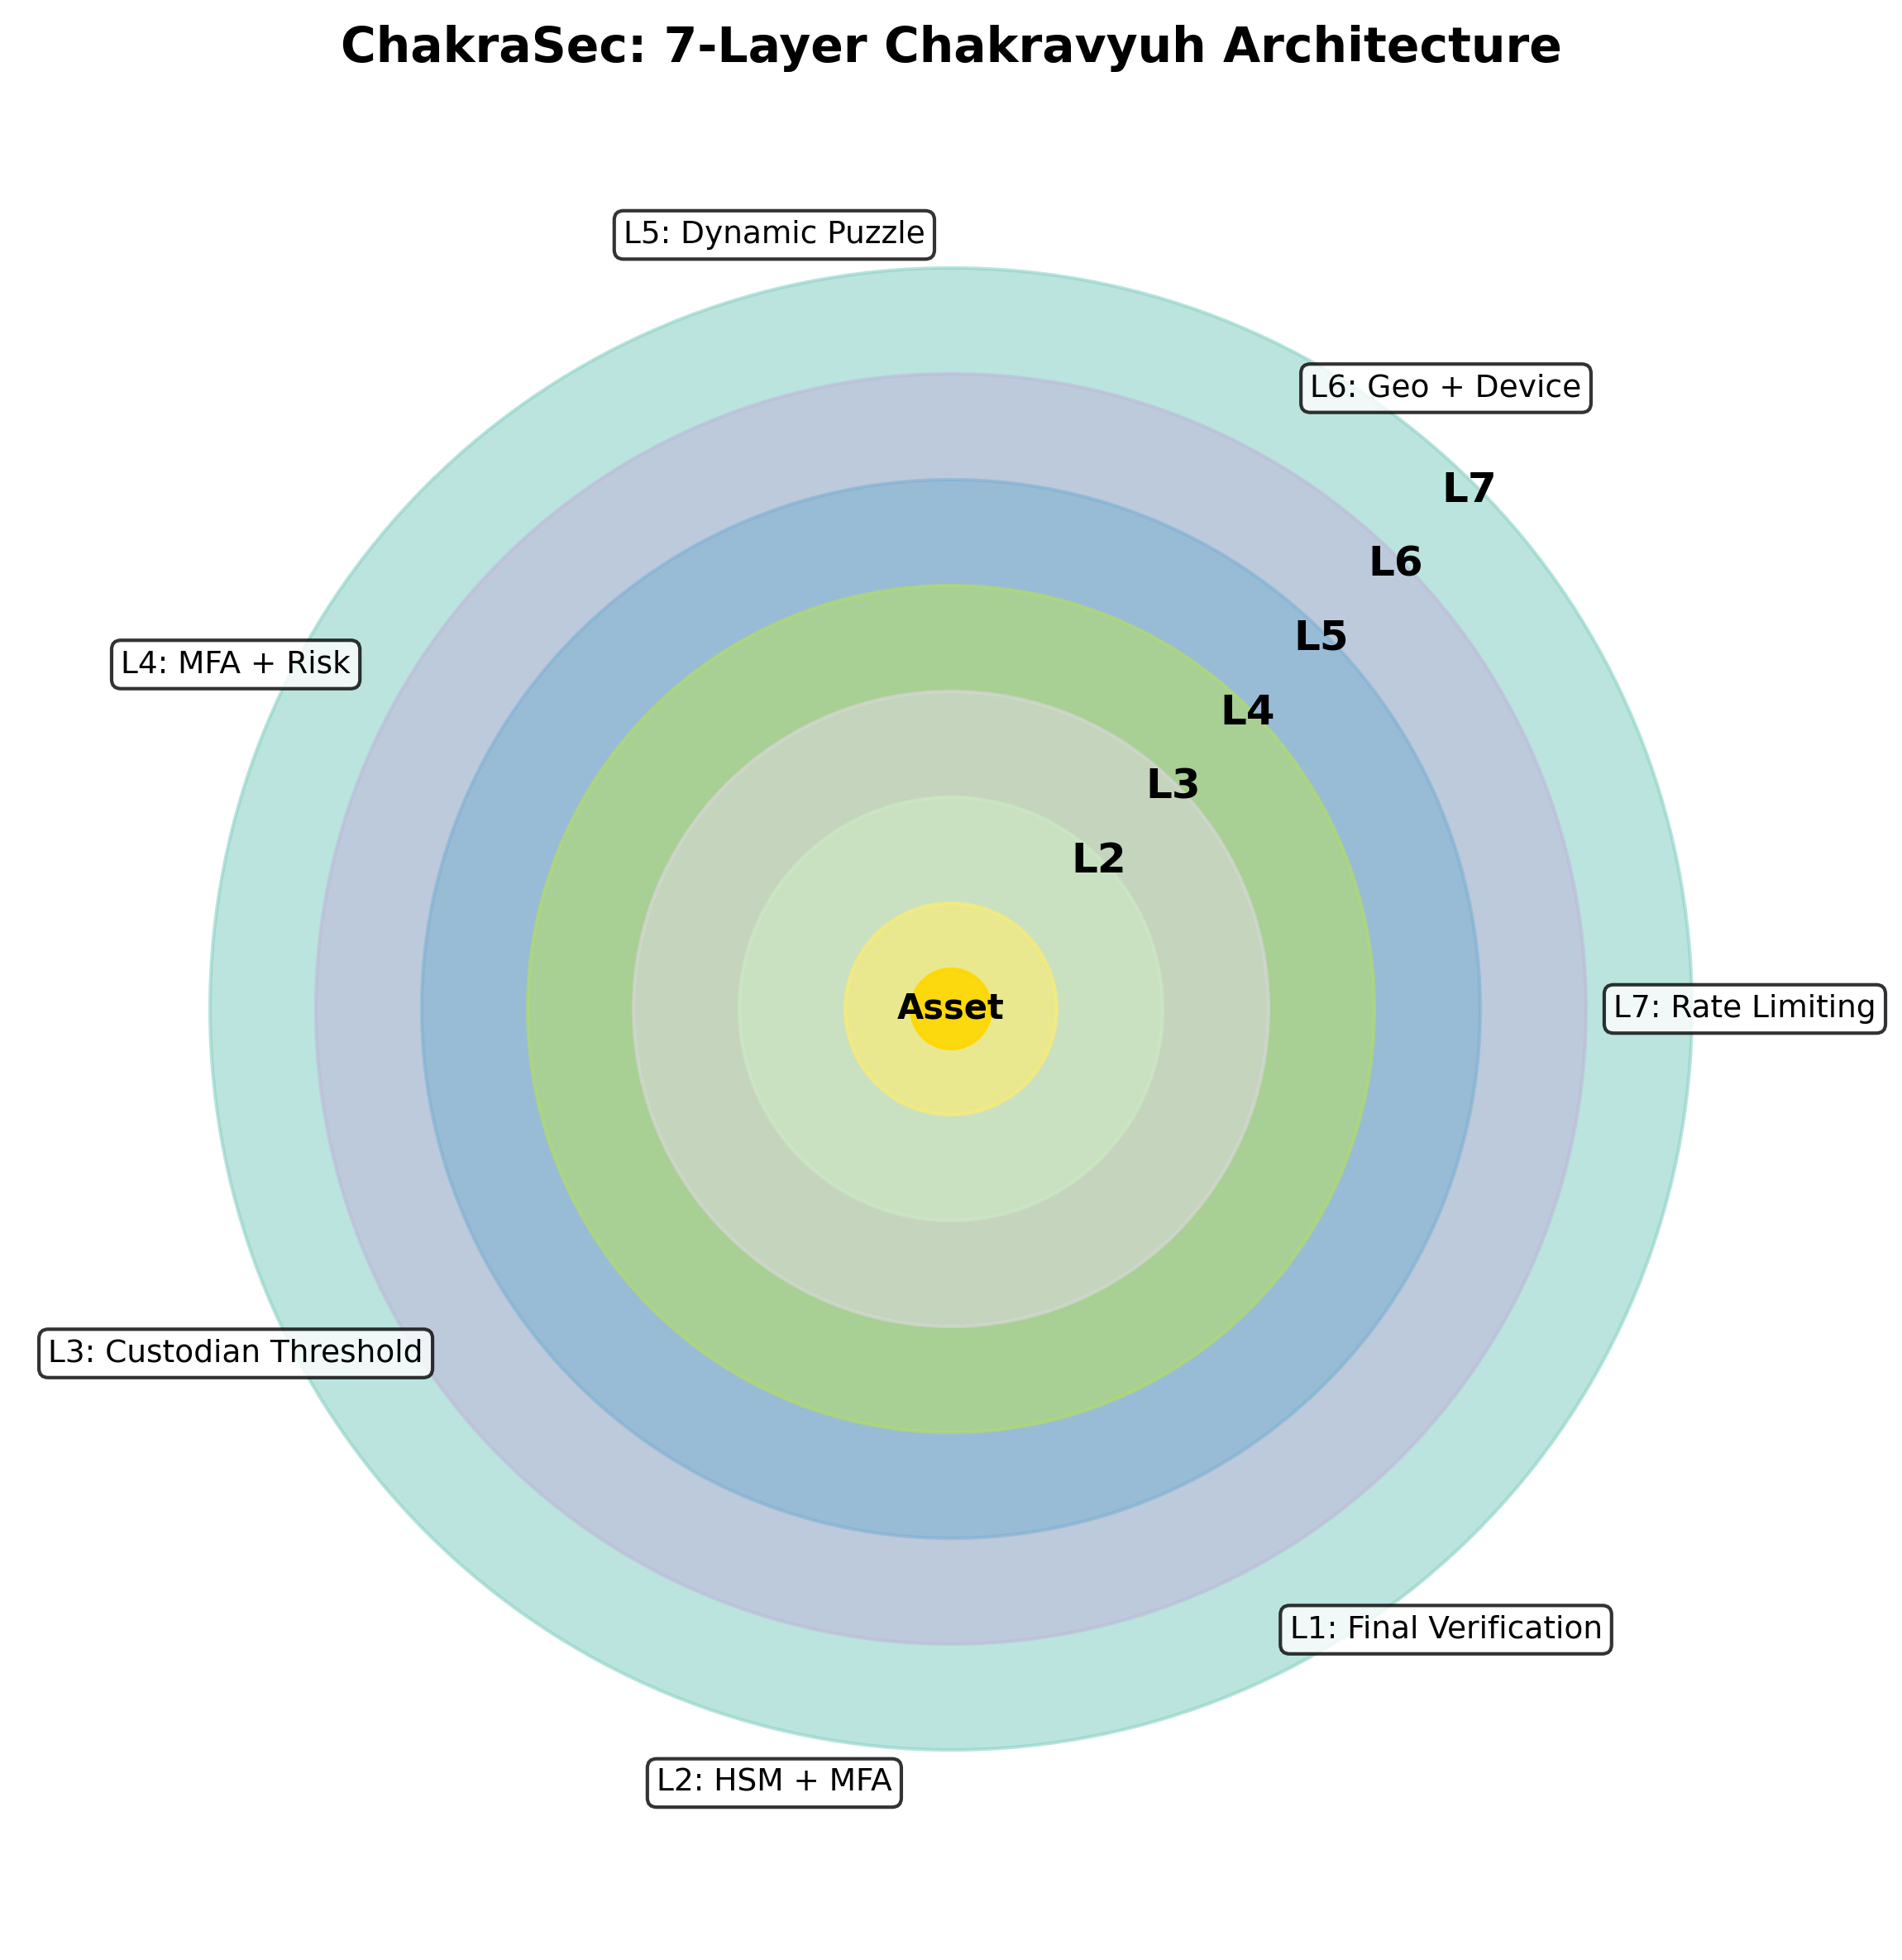 ChakraSec: 7-Layer Chakravyuh Architecture
L5: Dynamic Puzzle
L6: Geo + Device
L7
L6
L5
L4: MFA + Risk
L4
L3
L2
Asset
L7: Rate Limiting
L3: Custodian Threshold
L1: Final Verification
L2: HSM + MFA